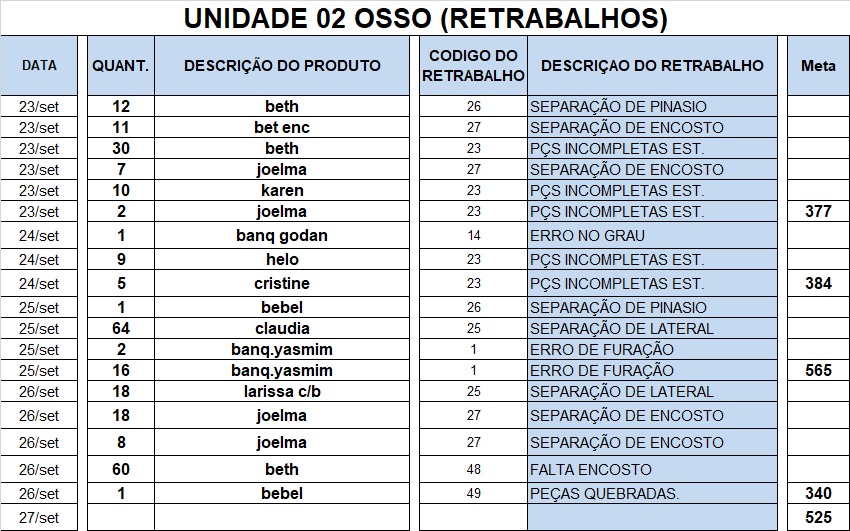 UNIDADE 02 OSSO (RETRABALHOS)
DATA QUANT. DESCRIÇÃO DO PRODUTO CODIGO DO RETRABALHO DESCRIÇAO DO RETRABALHO Meta
23/set 12 beth 26 SEPARAÇÃO DE PINASIO
23/set 11 bet enc 27 SEPARAÇÃO DE ENCOSTO
23/set 30 beth 23 PÇS INCOMPLETAS EST.
23/set 7 joelma 27 SEPARAÇÃO DE ENCOSTO
23/set 10 karen 23 PÇS INCOMPLETAS EST.
23/set 2 joelma 23 PÇS INCOMPLETAS EST. 377
24/set 1 banq godan 14 ERRO NO GRAU
24/set 9 helo 23 PÇS INCOMPLETAS EST.
24/set 5 cristine 23 PÇS INCOMPLETAS EST. 384
25/set 1 bebel 26 SEPARAÇÃO DE PINASIO
25/set 64 claudia 25 SEPARAÇÃO DE LATERAL
25/set 2 banq.yasmim 1 ERRO DE FURAÇÃO
25/set 16 banq.yasmim 1 ERRO DE FURAÇÃO 565
26/set 18 larissa c/b 25 SEPARAÇÃO DE LATERAL
26/set 18 joelma 27 SEPARAÇÃO DE ENCOSTO
26/set 8 joelma 27 SEPARAÇÃO DE ENCOSTO
26/set 60 beth 48 FALTA ENCOSTO
26/set 1 bebel 49 PEÇAS QUEBRADAS. 340
27/set 525